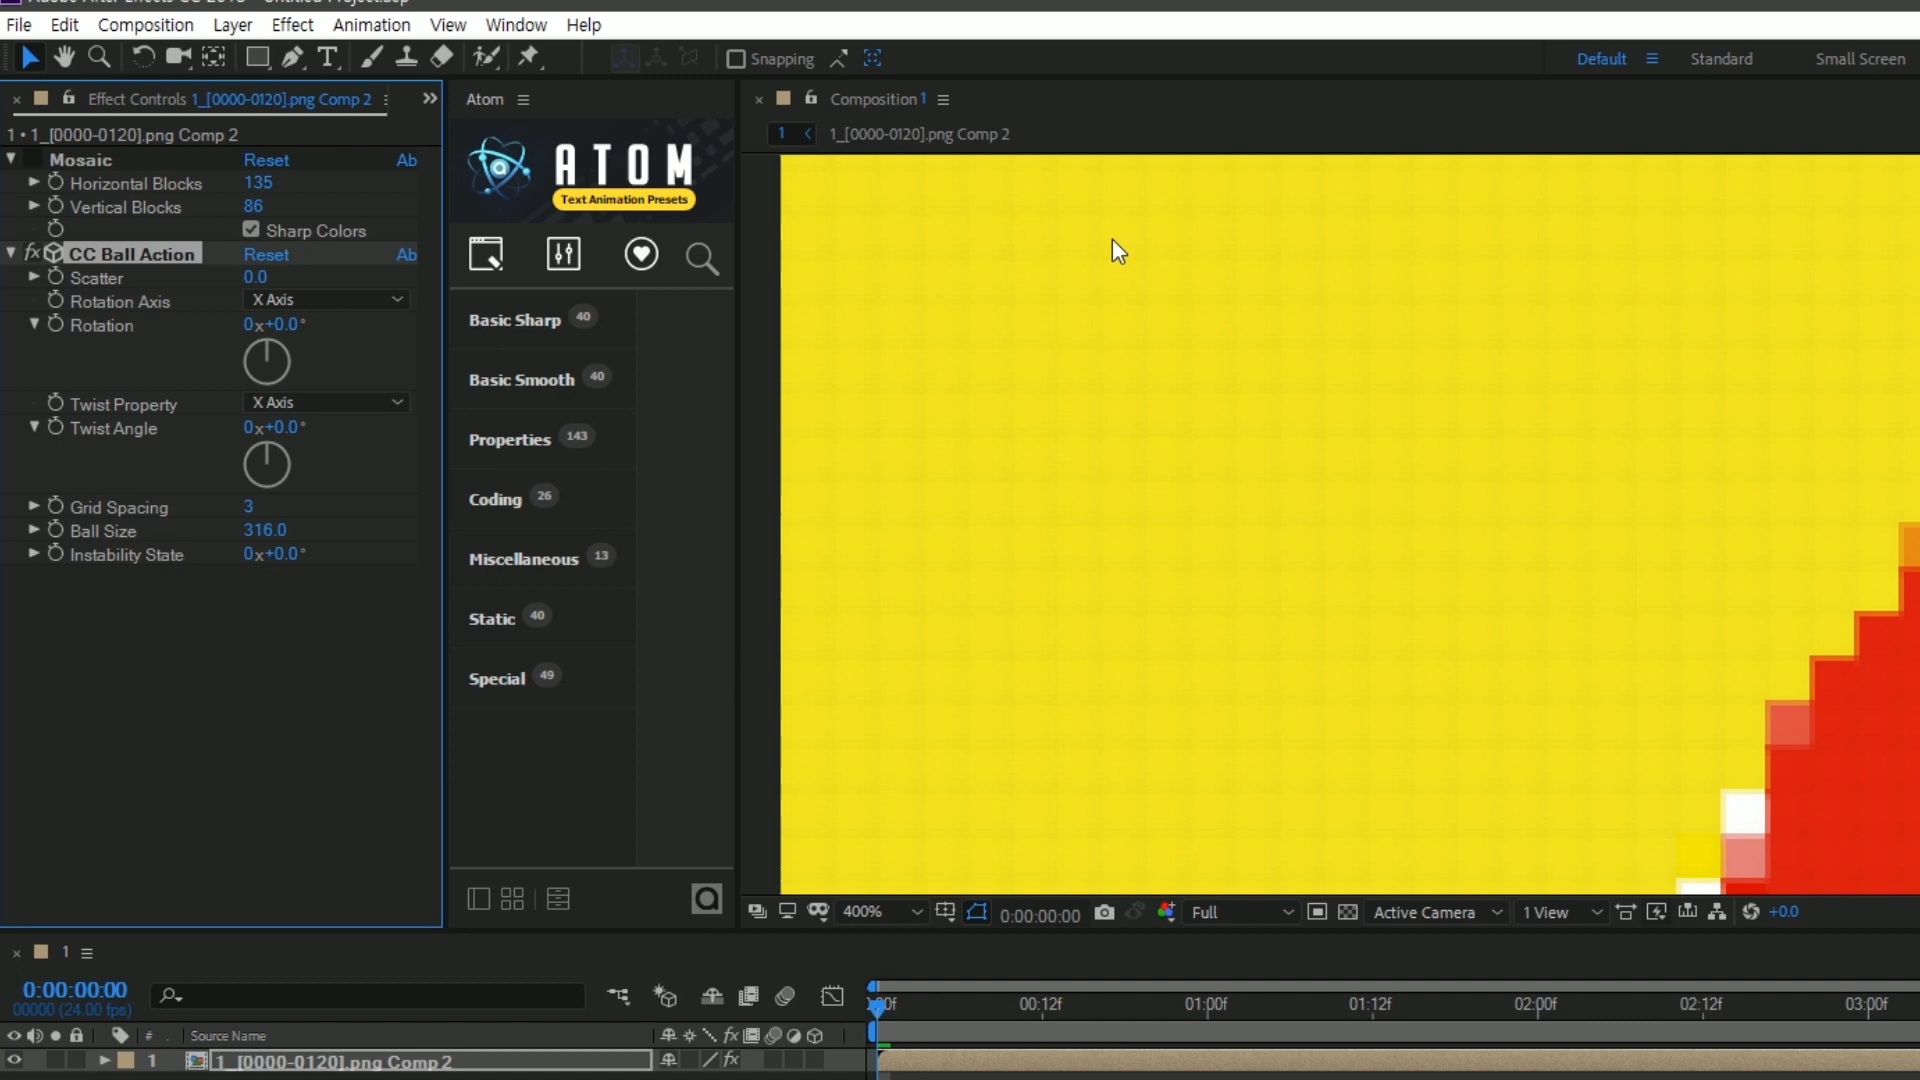 File Edit Composition Layer Effect Animation View Window Help
Snapping Default Standard Small Screen
Effect Controls 1_[0000-0120].png Comp 2
1 • 1_[0000-0120].png Comp 2
Mosaic Reset Ab
Horizontal Blocks 135
Vertical Blocks 86
Sharp Colors
fx CC Ball Action Reset Ab
Scatter 0.0
Rotation Axis X Axis
Rotation 0x+0.0°
Twist Property X Axis
Twist Angle 0x+0.0°
Grid Spacing 3
Ball Size 316.0
Instability State 0x+0.0°
Atom
ATOM
Text Animation Presets
Basic Sharp 40
Basic Smooth 40
Properties 143
Coding 26
Miscellaneous 13
Static 40
Special 49
Composition 1
1 1_[0000-0120].png Comp 2
400% 0:00:00:00 Full Active Camera 1 View +0.0
1
0:00:00:00
00000 (24.00 fps)
00:12f 01:00f 01:12f 02:00f 02:12f 03:00f
# Source Name fx
1 1_[0000-0120].png Comp 2 fx